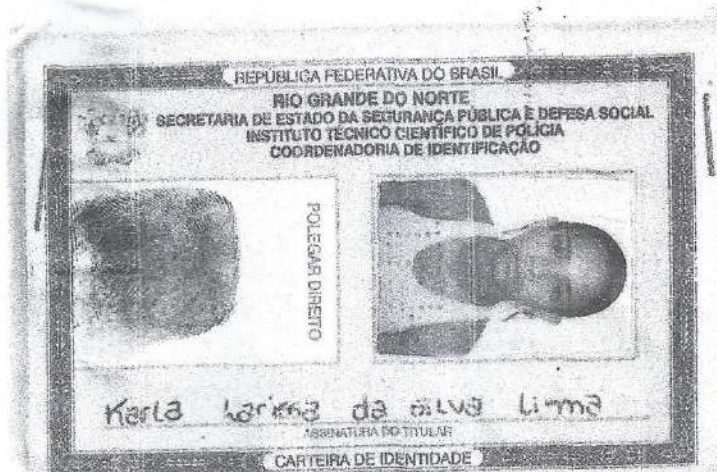 REPÚBLICA FEDERATIVA DO BRASIL
RIO GRANDE DO NORTE
SECRETARIA DE ESTADO DA SEGURANÇA PÚBLICA E DEFESA SOCIAL
INSTITUTO TÉCNICO CIENTÍFICO DE POLÍCIA
COORDENADORIA DE IDENTIFICAÇÃO
POLEGAR DIREITO
Karla Larissa da Silva Lima
ASSINATURA DO TITULAR
CARTEIRA DE IDENTIDADE